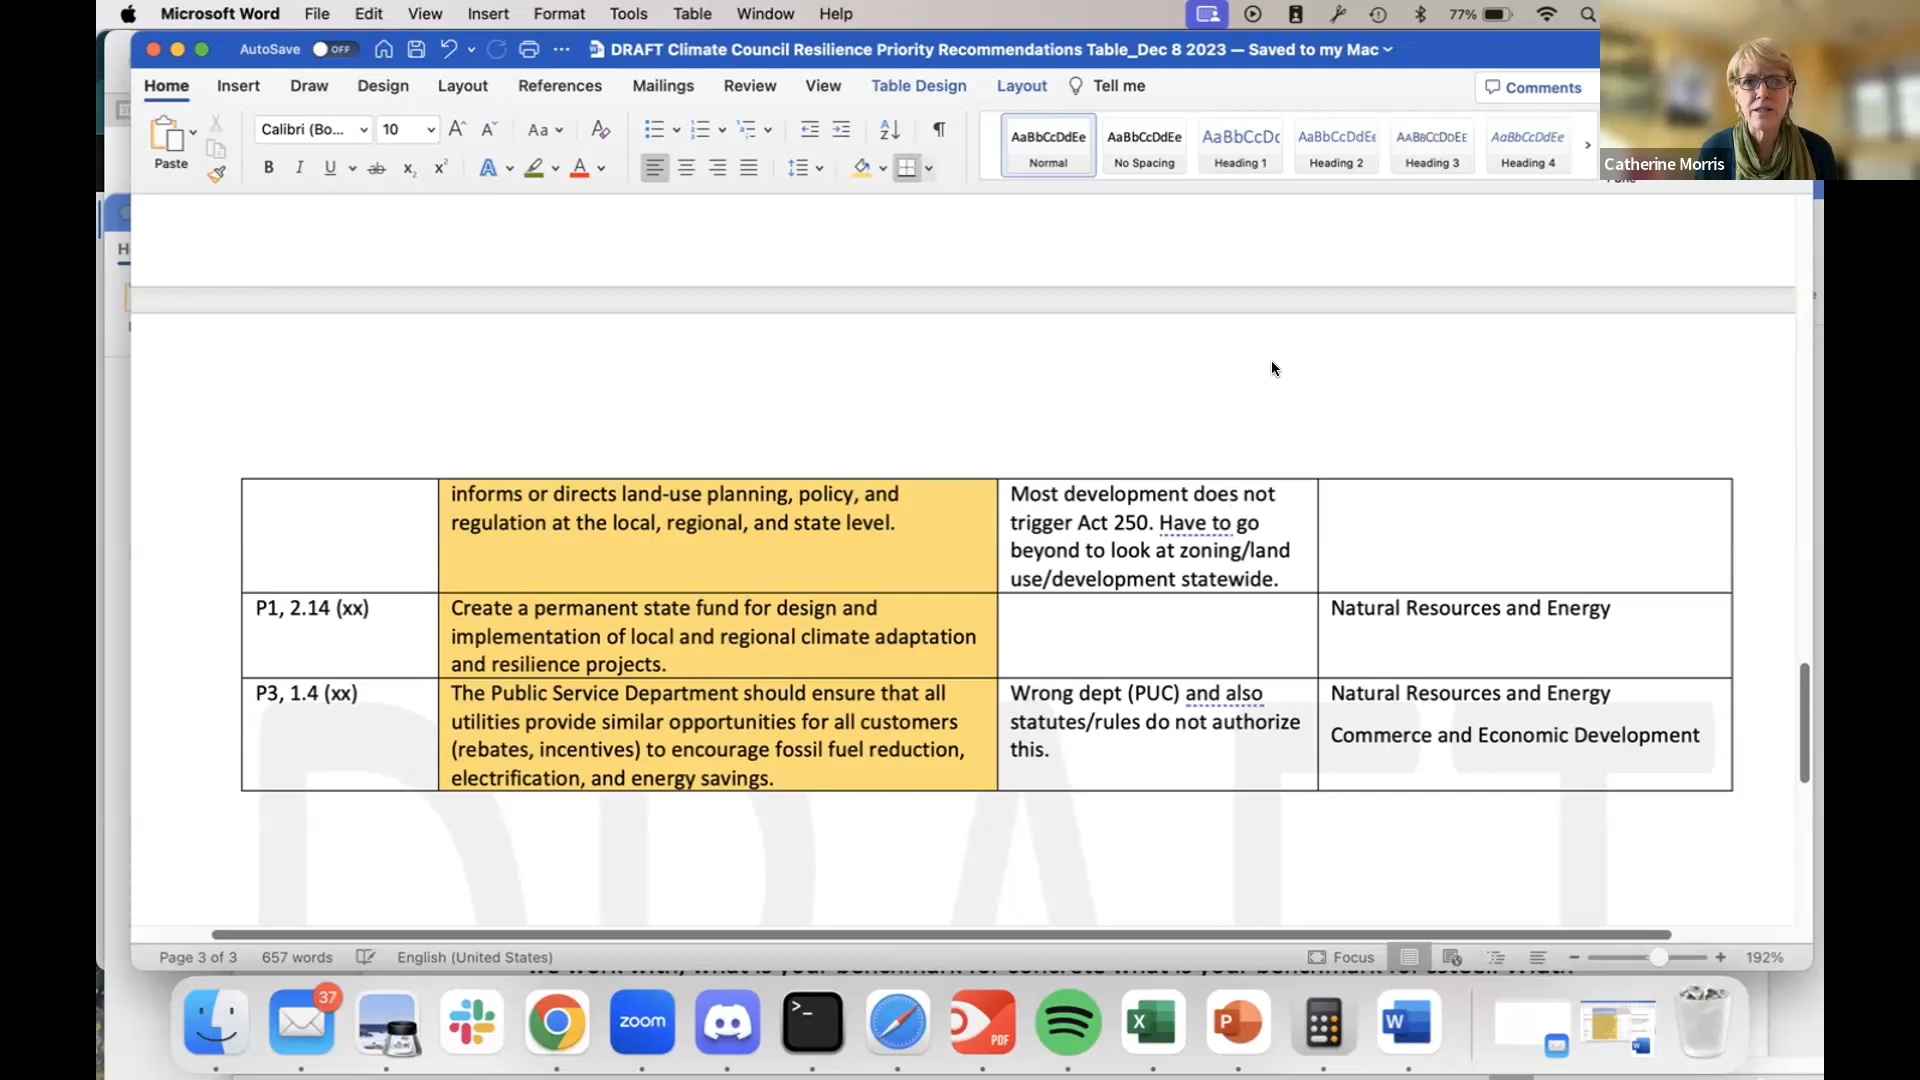 Microsoft Word File Edit View Insert Format Tools Table Window Help 77%
AutoSave OFF DRAFT Climate Council Resilience Priority Recommendations Table_Dec 8 2023 — Saved to my Mac
Home Insert Draw Design Layout References Mailings Review View Table Design Layout Tell me Comments
Paste
Calibri (Bo... 10 Aa
B I U ab x₂ x² A A
AaBbCcDdEe
Normal
AaBbCcDdEe
No Spacing
AaBbCcDc
Heading 1
AaBbCcDdEe
Heading 2
AaBbCcDdEe
Heading 3
AaBbCcDdEe
Heading 4
Catherine Morris
informs or directs land-use planning, policy, and
regulation at the local, regional, and state level.
Most development does not
trigger Act 250. Have to go
beyond to look at zoning/land
use/development statewide.
P1, 2.14 (xx)
Create a permanent state fund for design and
implementation of local and regional climate adaptation
and resilience projects.
Natural Resources and Energy
P3, 1.4 (xx)
The Public Service Department should ensure that all
utilities provide similar opportunities for all customers
(rebates, incentives) to encourage fossil fuel reduction,
electrification, and energy savings.
Wrong dept (PUC) and also
statutes/rules do not authorize
this.
Natural Resources and Energy
Commerce and Economic Development
DRAFT
Page 3 of 3 657 words English (United States) Focus 192%
37
zoom
PDF
X
P
W